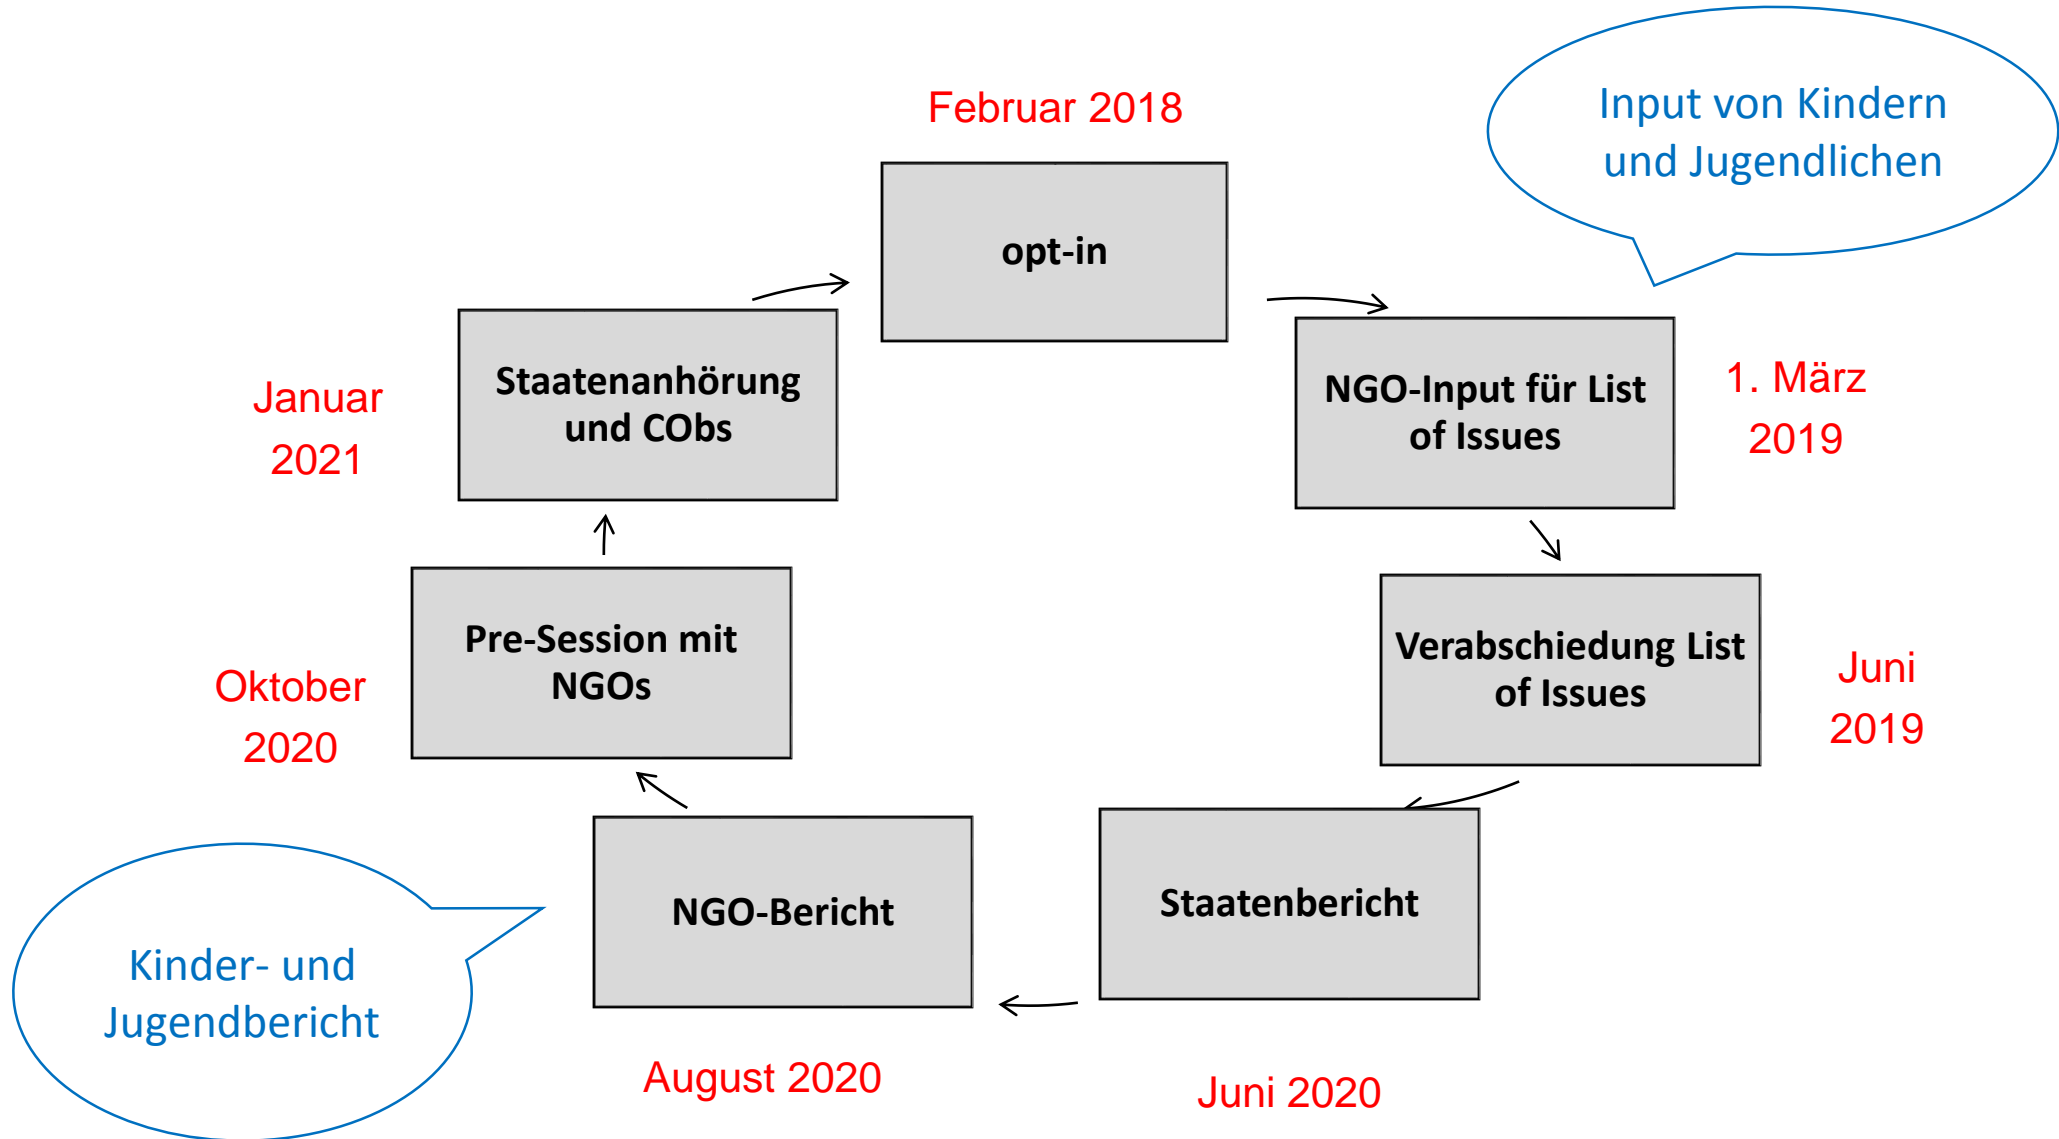 Februar 2018
opt-in
Input von Kindern
und Jugendlichen
NGO-Input für List
of Issues
1. März
2019
Verabschiedung List
of Issues
Juni
2019
Staatenbericht
Juni 2020
NGO-Bericht
August 2020
Kinder- und
Jugendbericht
Pre-Session mit
NGOs
Oktober
2020
Staatenanhörung
und CObs
Januar
2021